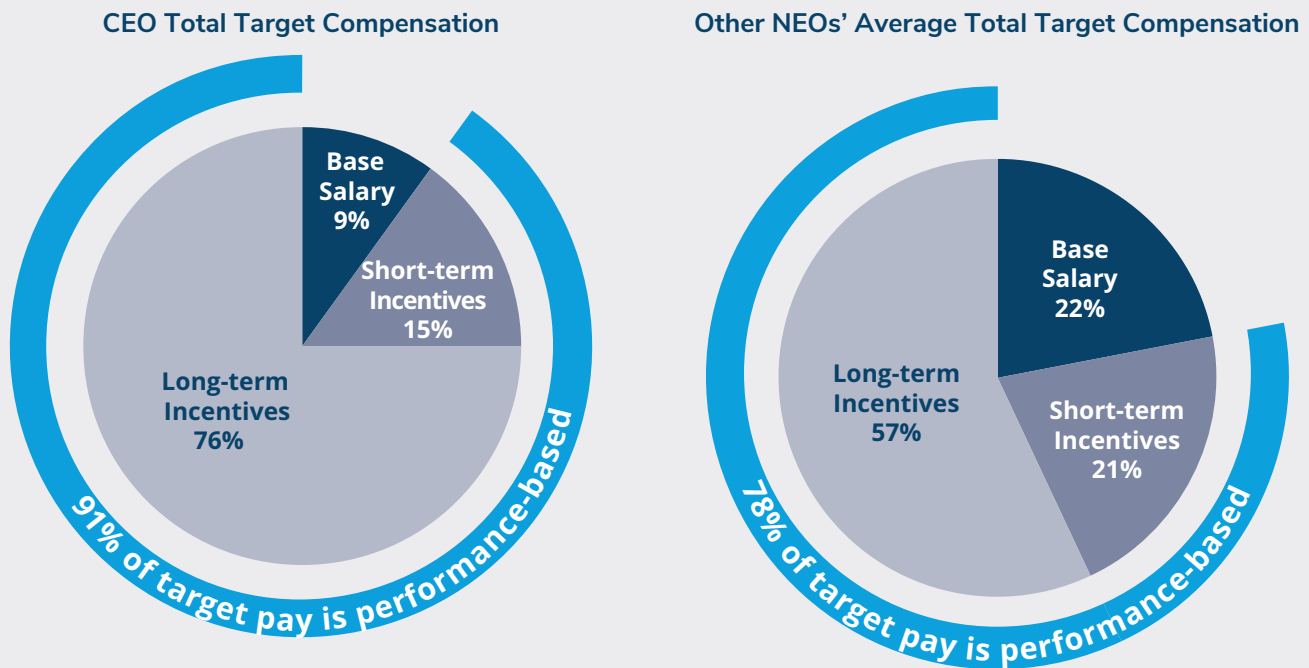 CEO Total Target Compensation
Base
Salary
9%
Short-term
Incentives
15%
Long-term
Incentives
76%
91% of target pay is performance-based
Other NEOs’ Average Total Target Compensation
Base
Salary
22%
Short-term
Incentives
21%
Long-term
Incentives
57%
78% of target pay is performance-based